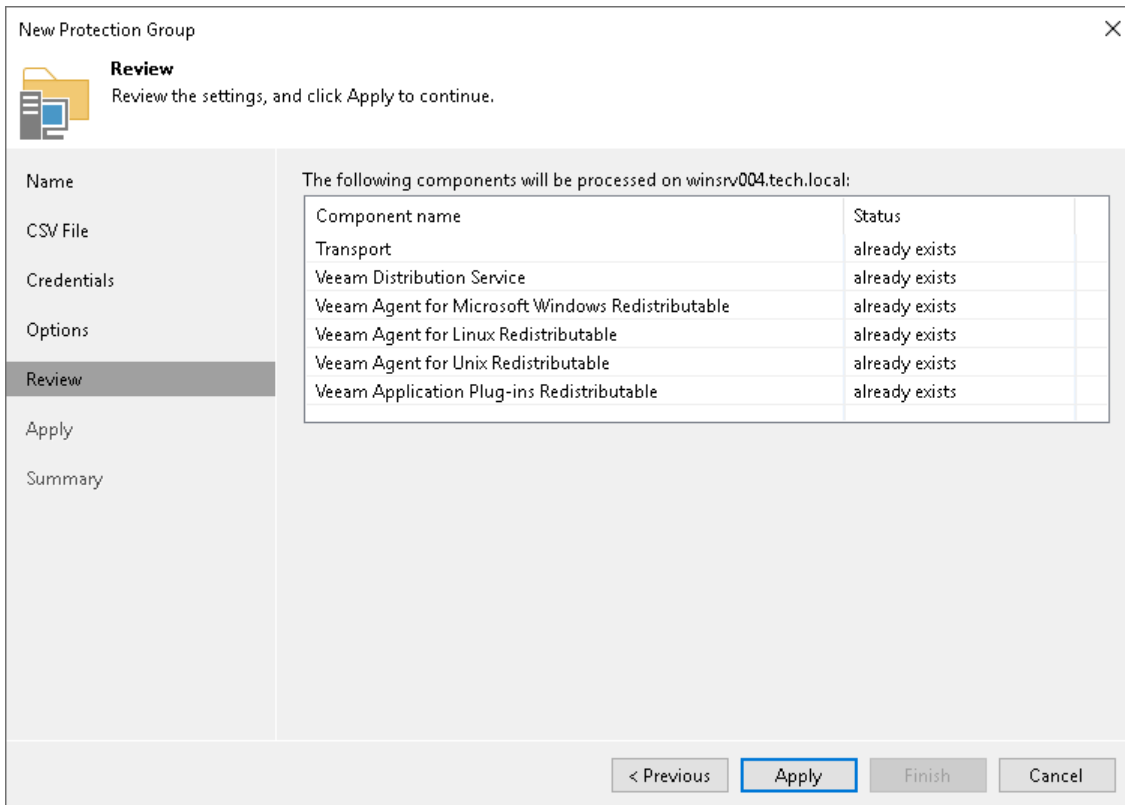 New Protection Group
Review
Review the settings, and click Apply to continue.
Name
CSV File
Credentials
Options
Review
Apply
Summary
The following components will be processed on winsrv004.tech.local:
Component name Status
Transport already exists
Veeam Distribution Service already exists
Veeam Agent for Microsoft Windows Redistributable already exists
Veeam Agent for Linux Redistributable already exists
Veeam Agent for Unix Redistributable already exists
Veeam Application Plug-ins Redistributable already exists
< Previous Apply Finish Cancel